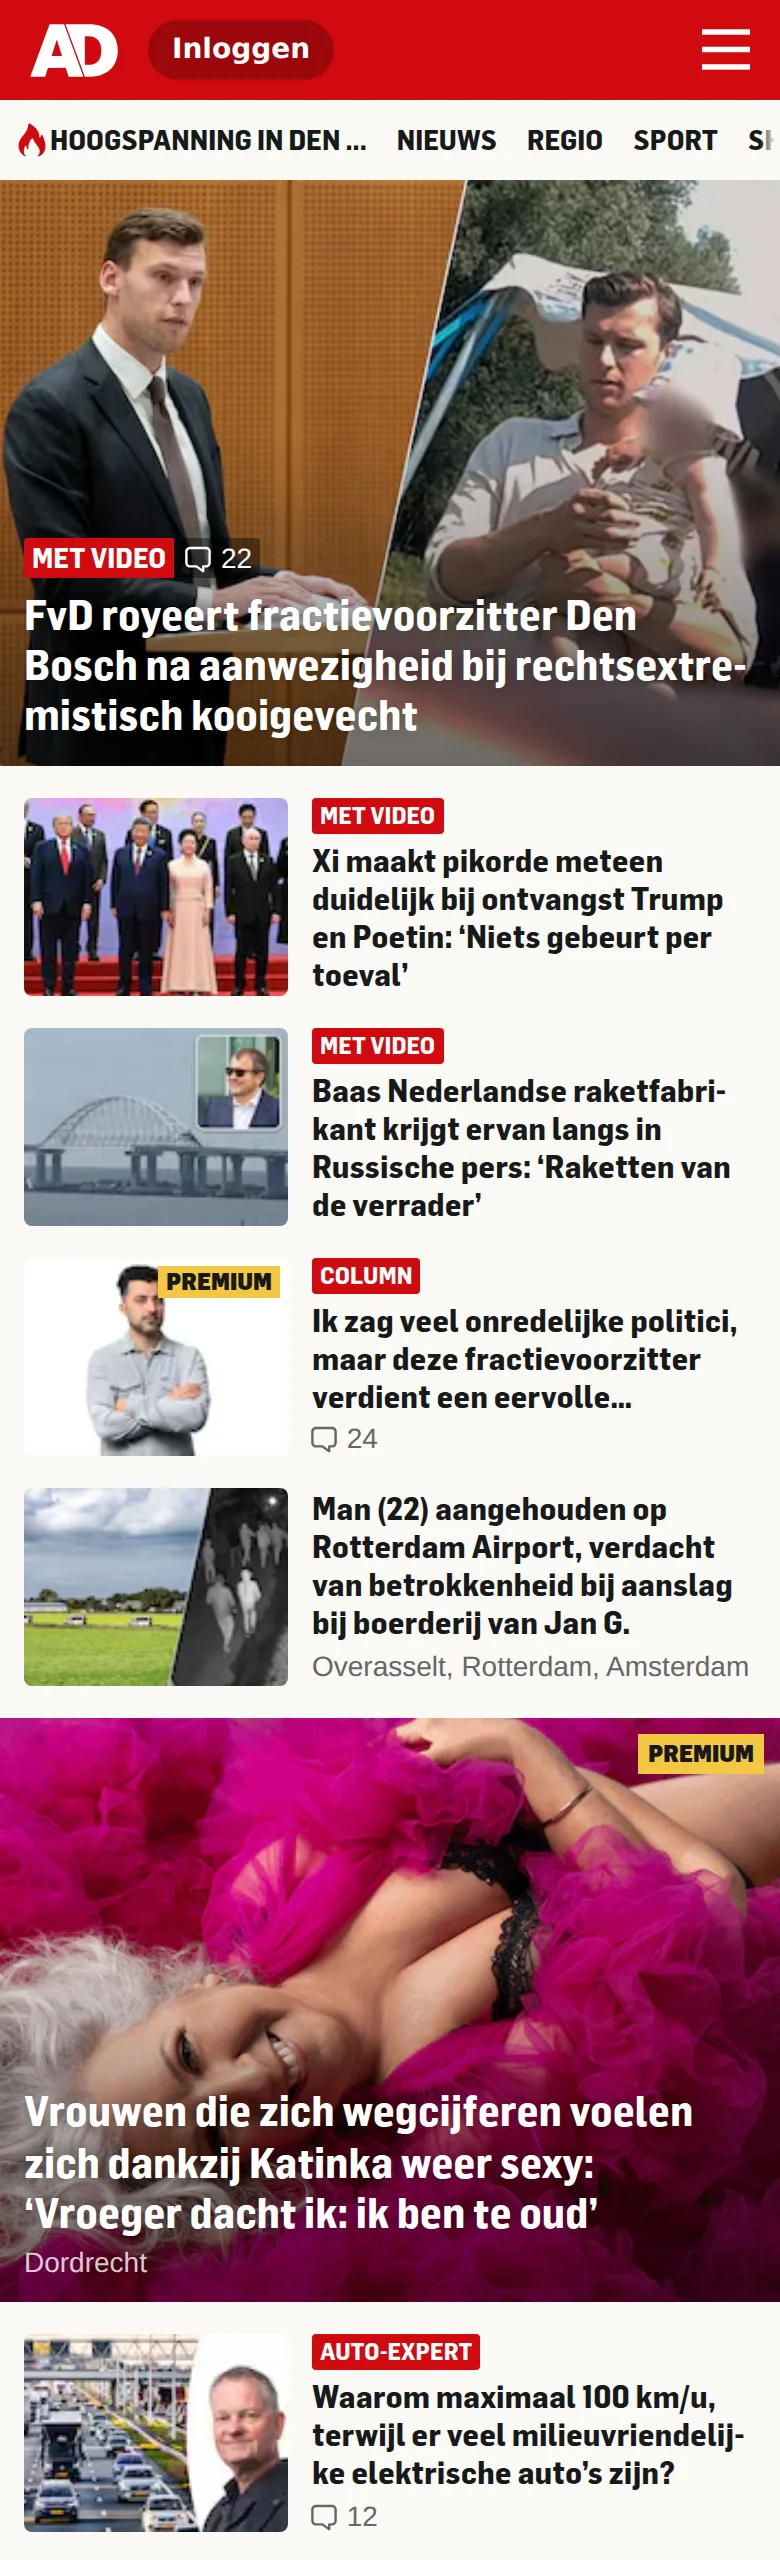 AD Inloggen
HOOGSPANNING IN DEN ... NIEUWS REGIO SPORT
MET VIDEO 22
FvD royeert fractievoorzitter Den
Bosch na aanwezigheid bij rechtsextre-
mistisch kooigevecht
MET VIDEO
Xi maakt pikorde meteen
duidelijk bij ontvangst Trump
en Poetin: ‘Niets gebeurt per
toeval’
MET VIDEO
Baas Nederlandse raketfabri-
kant krijgt ervan langs in
Russische pers: ‘Raketten van
de verrader’
PREMIUM
COLUMN
Ik zag veel onredelijke politici,
maar deze fractievoorzitter
verdient een eervolle...
24
Man (22) aangehouden op
Rotterdam Airport, verdacht
van betrokkenheid bij aanslag
bij boerderij van Jan G.
Overasselt, Rotterdam, Amsterdam
PREMIUM
Vrouwen die zich wegcijferen voelen
zich dankzij Katinka weer sexy:
‘Vroeger dacht ik: ik ben te oud’
Dordrecht
AUTO-EXPERT
Waarom maximaal 100 km/u,
terwijl er veel milieuvriendelij-
ke elektrische auto’s zijn?
12